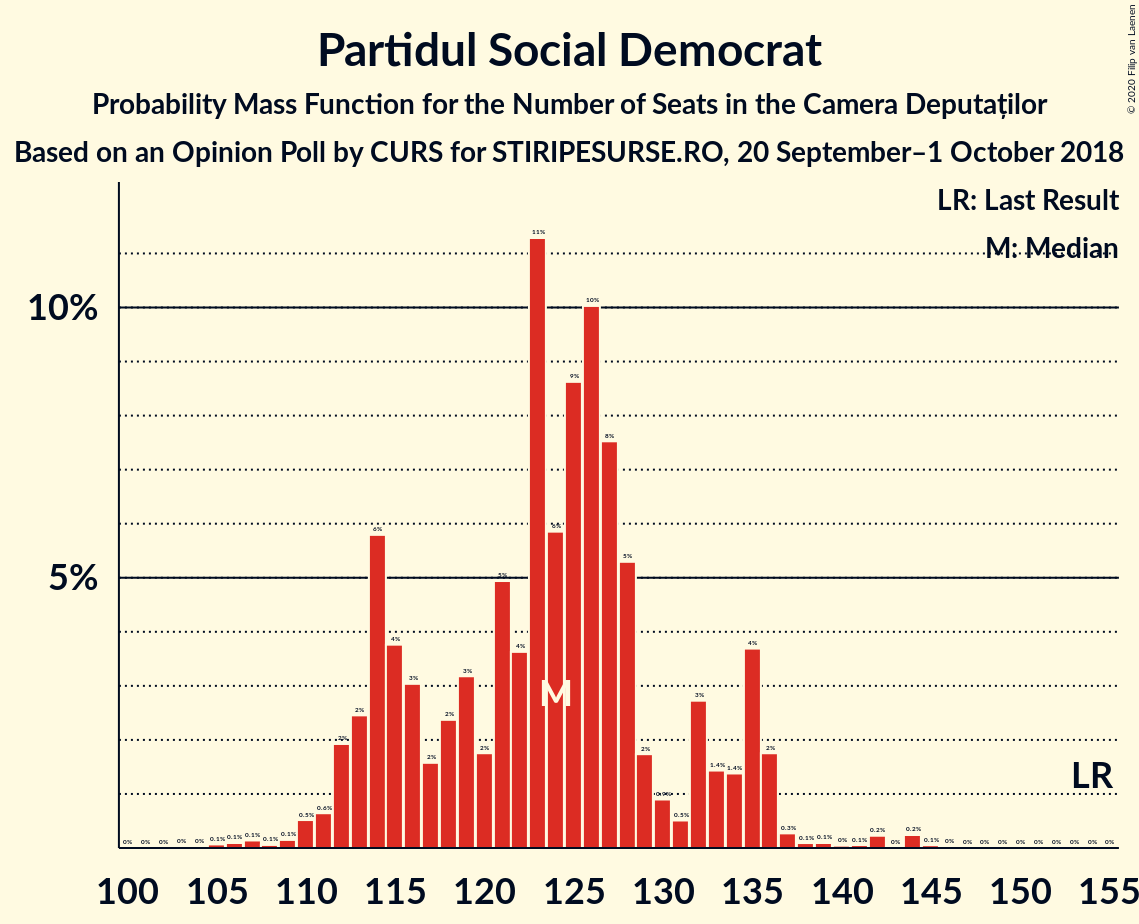 Partidul Social Democrat
Probability Mass Function for the Number of Seats in the Camera Deputaților
Based on an Opinion Poll by CURS for STIRIPESURSE.RO, 20 September–1 October 2018
© 2020 Filip van Laenen
LR: Last Result
M: Median
10%
5%
0% 0% 0% 0% 0% 0.1% 0.1% 0.1% 0.1% 0.1% 0.5% 0.6% 2% 2% 6% 4% 3% 2% 2% 3% 2% 5% 4% 11% 6% 9% 10% 8% 5% 2% 0.9% 0.5% 3% 1.4% 1.4% 4% 2% 0.3% 0.1% 0.1% 0% 0.1% 0.2% 0% 0.2% 0.1% 0% 0% 0% 0% 0% 0% 0% 0% 0% 0%
M
LR
100 105 110 115 120 125 130 135 140 145 150 155